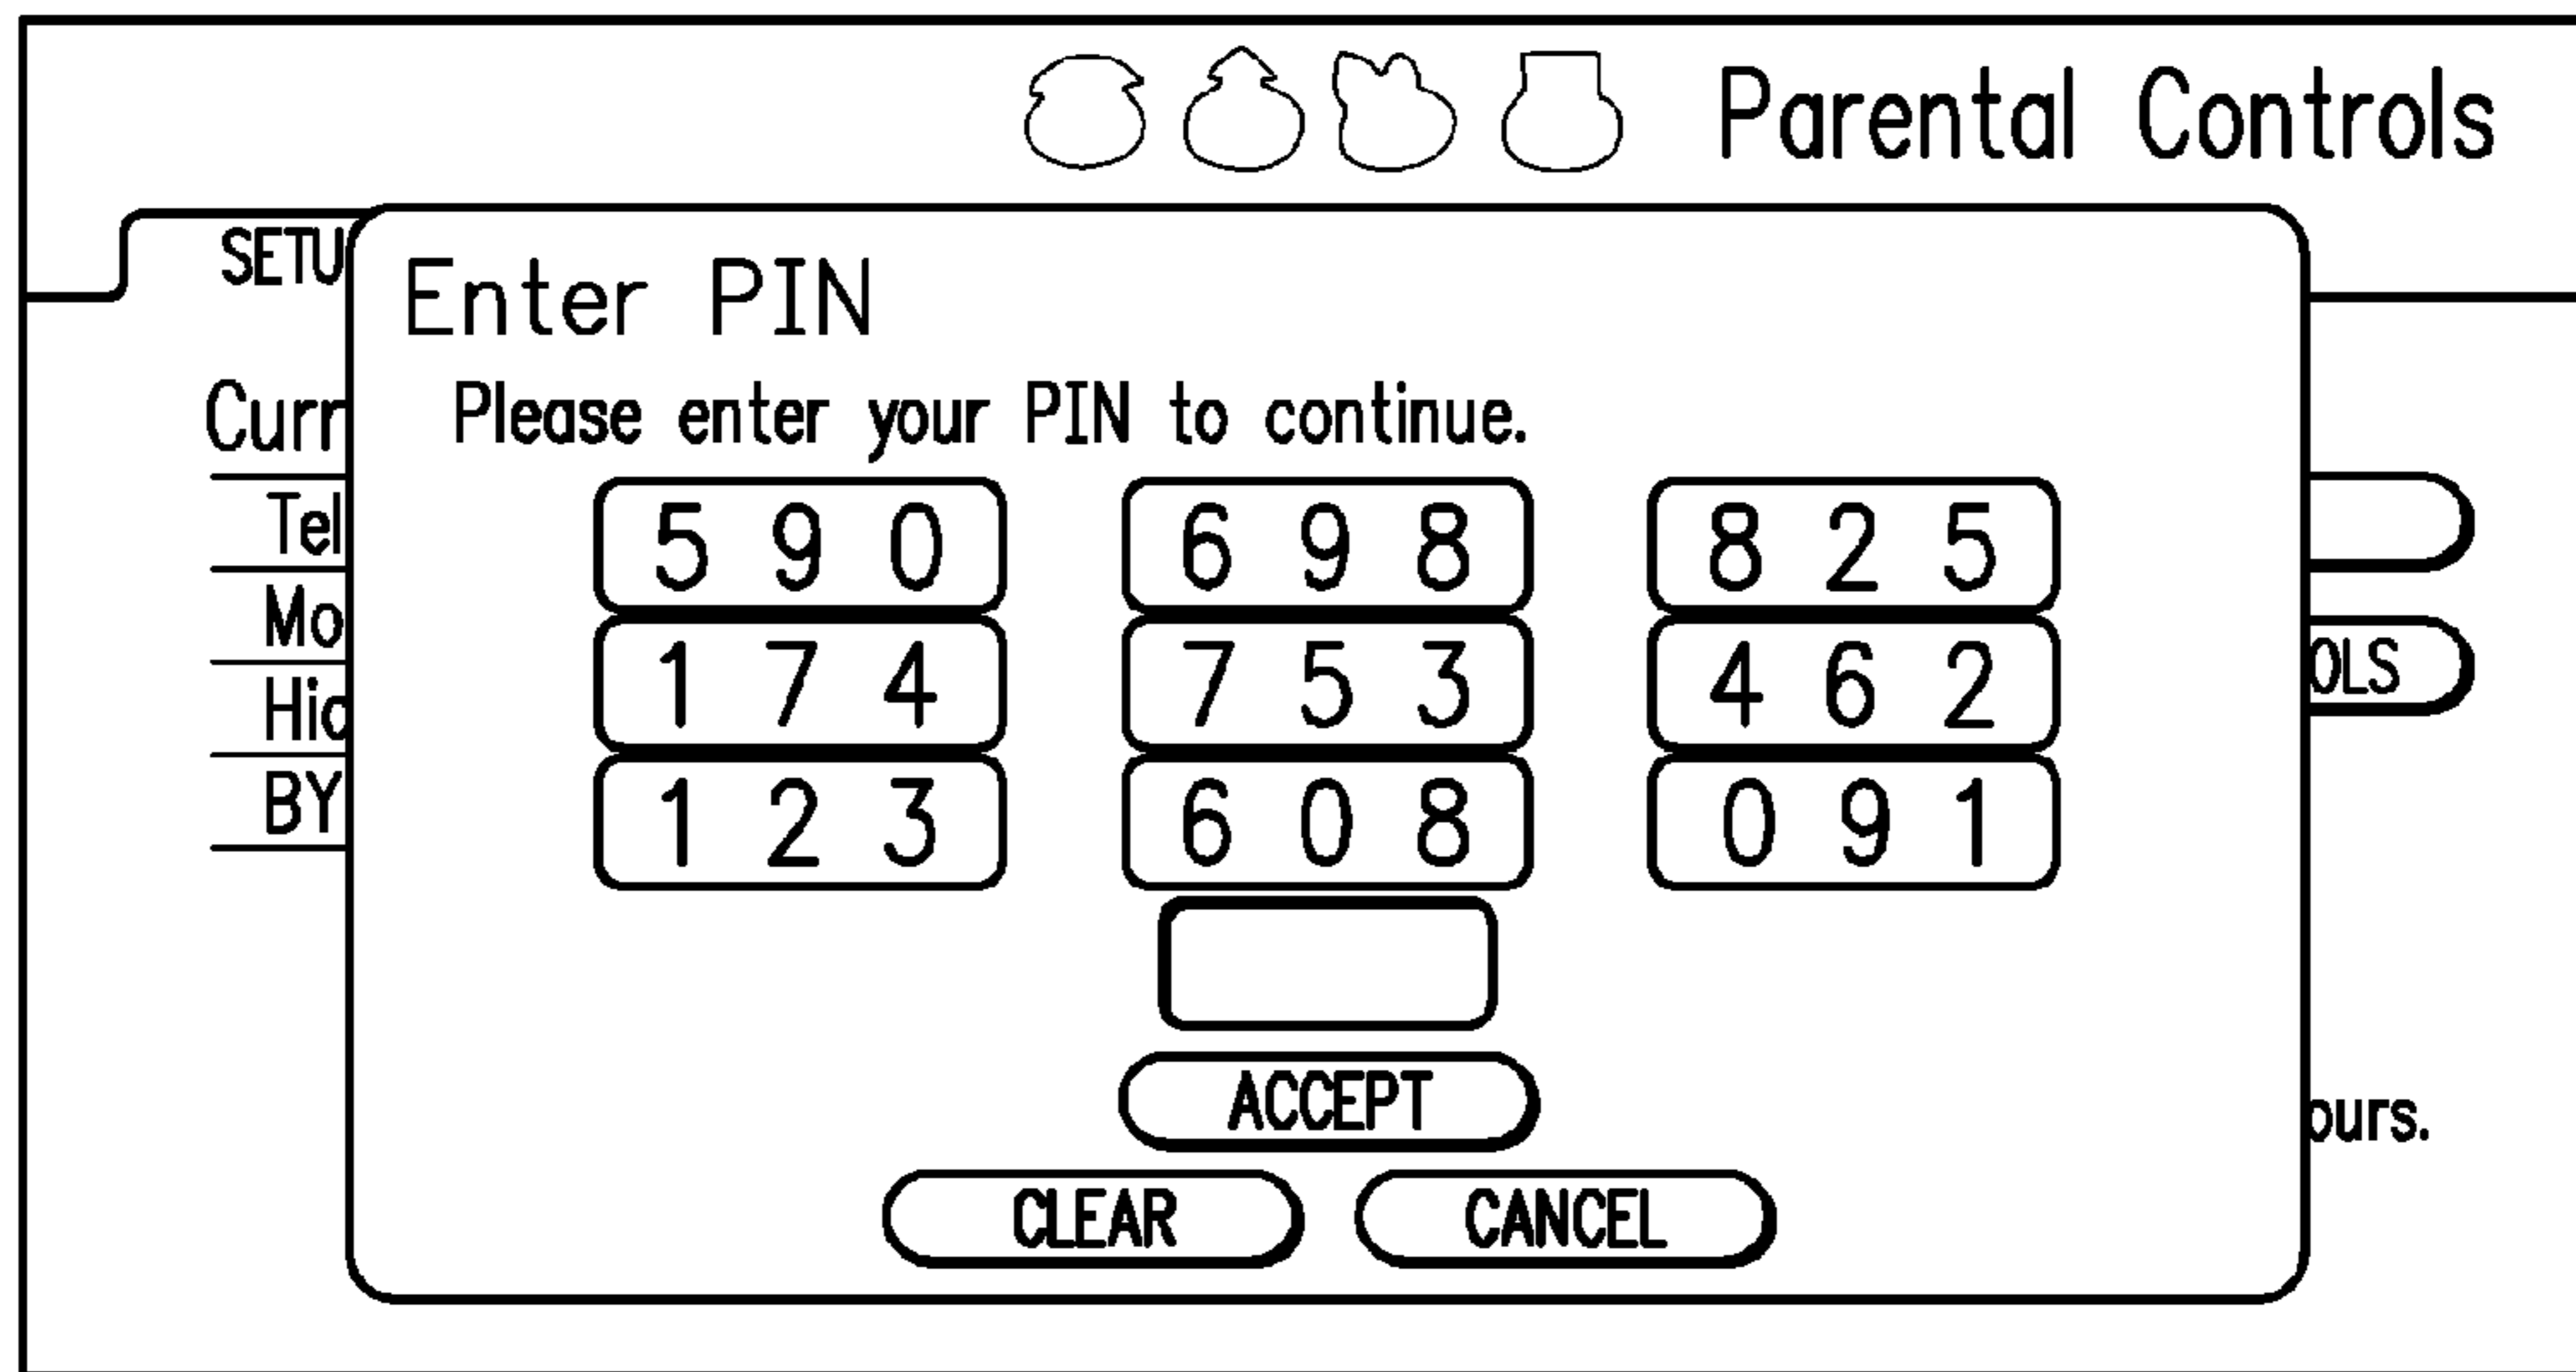 Parental Controls
SETU
Enter PIN
Curr
Please enter your PIN to continue.
Tel
5 9 0 6 9 8 8 2 5
Mo
1 7 4 7 5 3 4 6 2
OLS
Hid
1 2 3 6 0 8 0 9 1
BY
ACCEPT
ours.
CLEAR CANCEL